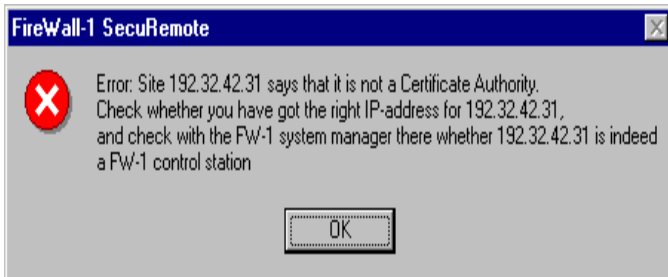 FireWall-1 SecuRemote
Error: Site 192.32.42.31 says that it is not a Certificate Authority.
Check whether you have got the right IP-address for 192.32.42.31,
and check with the FW-1 system manager there whether 192.32.42.31 is indeed
a FW-1 control station
OK